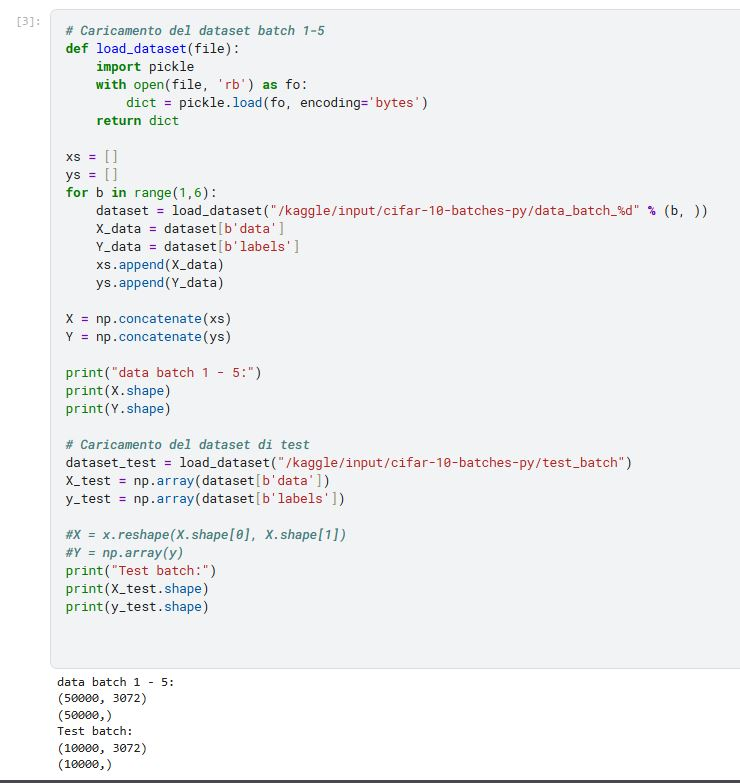 [3]:
# Caricamento del dataset batch 1-5
def load_dataset(file):
    import pickle
    with open(file, 'rb') as fo:
        dict = pickle.load(fo, encoding='bytes')
    return dict

xs = []
ys = []
for b in range(1,6):
    dataset = load_dataset("/kaggle/input/cifar-10-batches-py/data_batch_%d" % (b, ))
    X_data = dataset[b'data']
    Y_data = dataset[b'labels']
    xs.append(X_data)
    ys.append(Y_data)

X = np.concatenate(xs)
Y = np.concatenate(ys)

print("data batch 1 - 5:")
print(X.shape)
print(Y.shape)

# Caricamento del dataset di test
dataset_test = load_dataset("/kaggle/input/cifar-10-batches-py/test_batch")
X_test = np.array(dataset[b'data'])
y_test = np.array(dataset[b'labels'])

#X = x.reshape(X.shape[0], X.shape[1])
#Y = np.array(y)
print("Test batch:")
print(X_test.shape)
print(y_test.shape)

data batch 1 - 5:
(50000, 3072)
(50000,)
Test batch:
(10000, 3072)
(10000,)